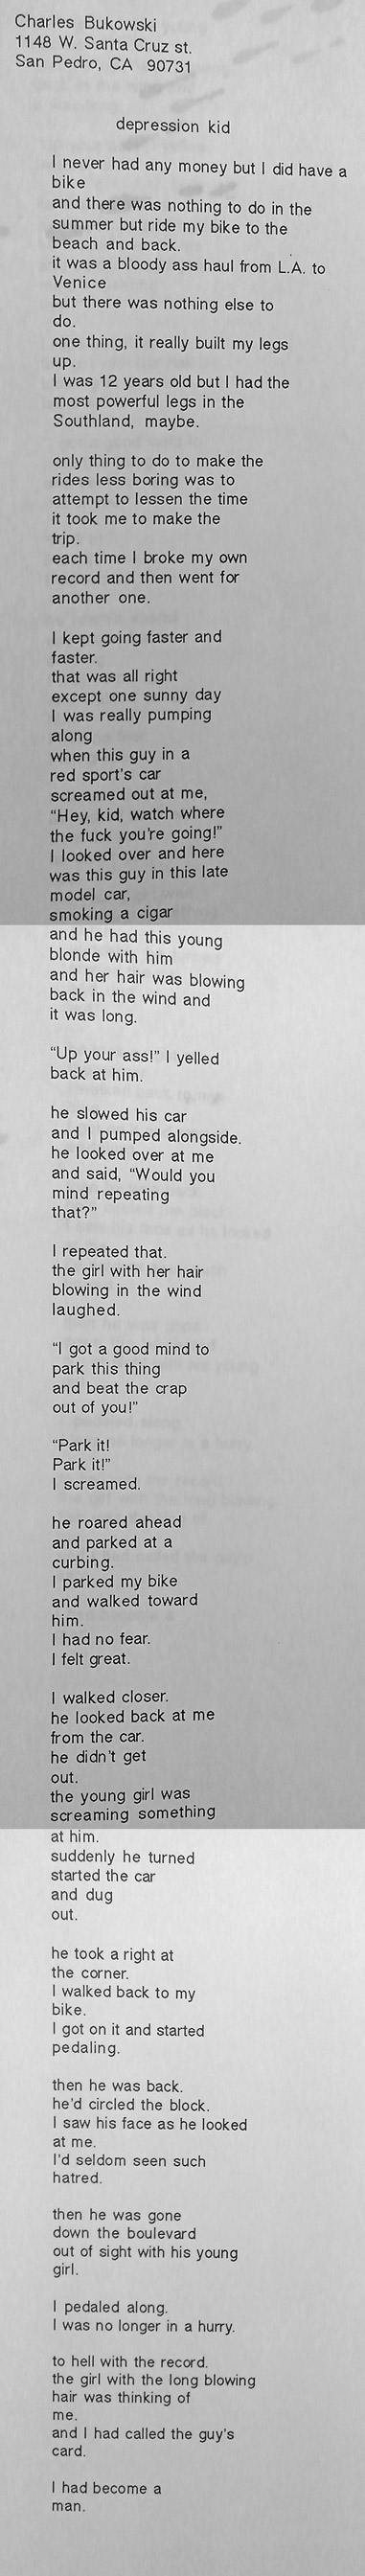 Charles Bukowski
1148 W. Santa Cruz st.
San Pedro, CA 90731
depression kid
I never had any money but I did have a
bike
and there was nothing to do in the
summer but ride my bike to the
beach and back.
it was a bloody ass haul from L.A. to
Venice
but there was nothing else to
do.
one thing, it really built my legs
up.
I was 12 years old but I had the
most powerful legs in the
Southland, maybe.
only thing to do to make the
rides less boring was to
attempt to lessen the time
it took me to make the
trip.
each time I broke my own
record and then went for
another one.
I kept going faster and
faster.
that was all right
except one sunny day
I was really pumping
along
when this guy in a
red sport's car
screamed out at me,
"Hey, kid, watch where
the fuck you're going!"
I looked over and here
was this guy in this late
model car,
smoking a cigar
and he had this young
blonde with him
and her hair was blowing
back in the wind and
it was long.
"Up your ass!" I yelled
back at him.
he slowed his car
and I pumped alongside.
he looked over at me
and said, "Would you
mind repeating
that?"
I repeated that.
the girl with her hair
blowing in the wind
laughed.
"I got a good mind to
park this thing
and beat the crap
out of you!"
"Park it!
Park it!"
I screamed.
he roared ahead
and parked at a
curbing.
I parked my bike
and walked toward
him.
I had no fear.
I felt great.
I walked closer.
he looked back at me
from the car.
he didn't get
out.
the young girl was
screaming something
at him.
suddenly he turned
started the car
and dug
out.
he took a right at
the corner.
I walked back to my
bike.
I got on it and started
pedaling.
then he was back.
he'd circled the block.
I saw his face as he looked
at me.
I'd seldom seen such
hatred.
then he was gone
down the boulevard
out of sight with his young
girl.
I pedaled along.
I was no longer in a hurry.
to hell with the record.
the girl with the long blowing
hair was thinking of
me.
and I had called the guy's
card.
I had become a
man.